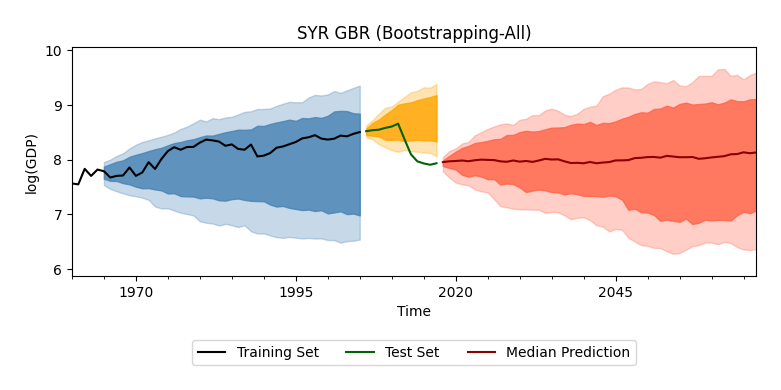 SYR GBR (Bootstrapping-All)
10
9
8
7
6
log(GDP)
1970
1995
2020
2045
Time
Training Set
Test Set
Median Prediction